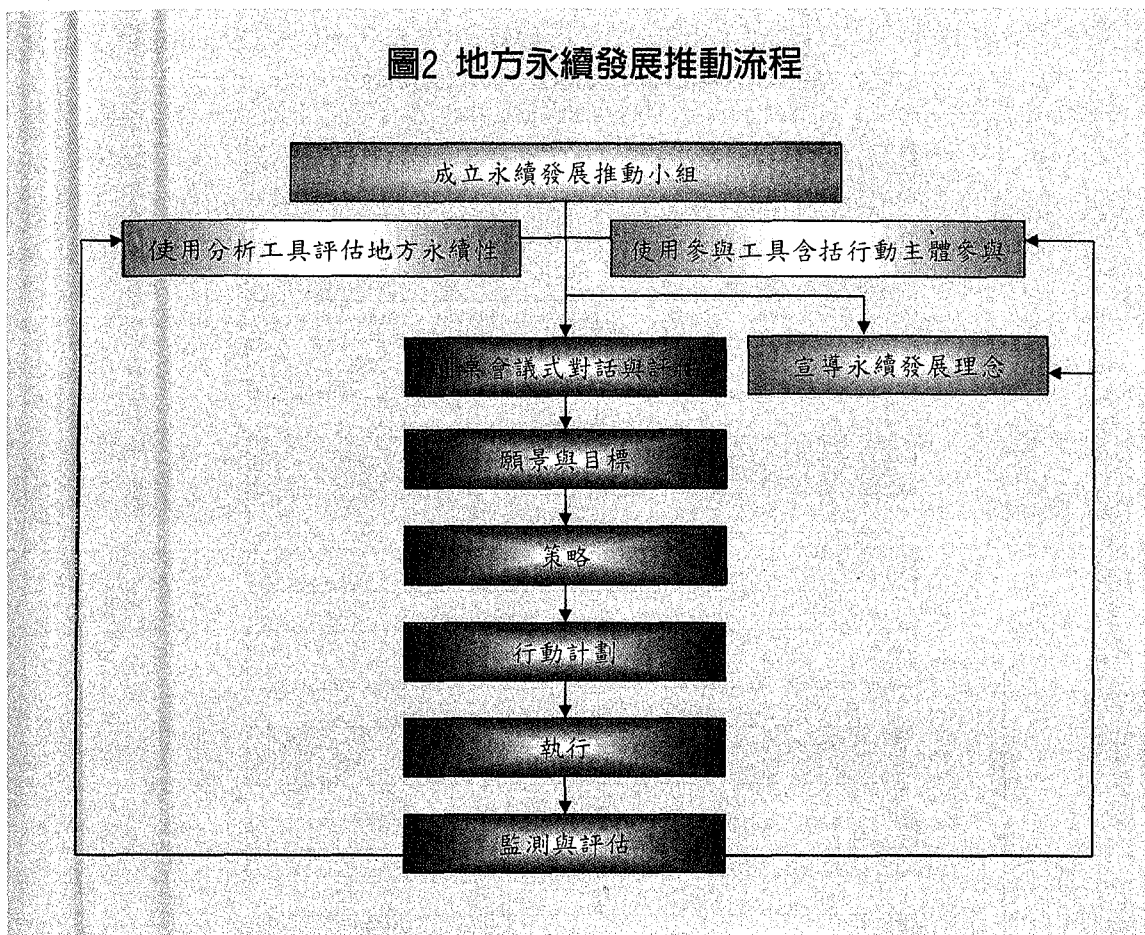 圖2 地方永續發展推動流程
成立永續發展推動小組
使用分析工具評估地方永續性
使用參與工具含括行動主體參與
桌會議式對話與評
宣導永續發展理念
願景與目標
策略
行動計劃
執行
監測與評估